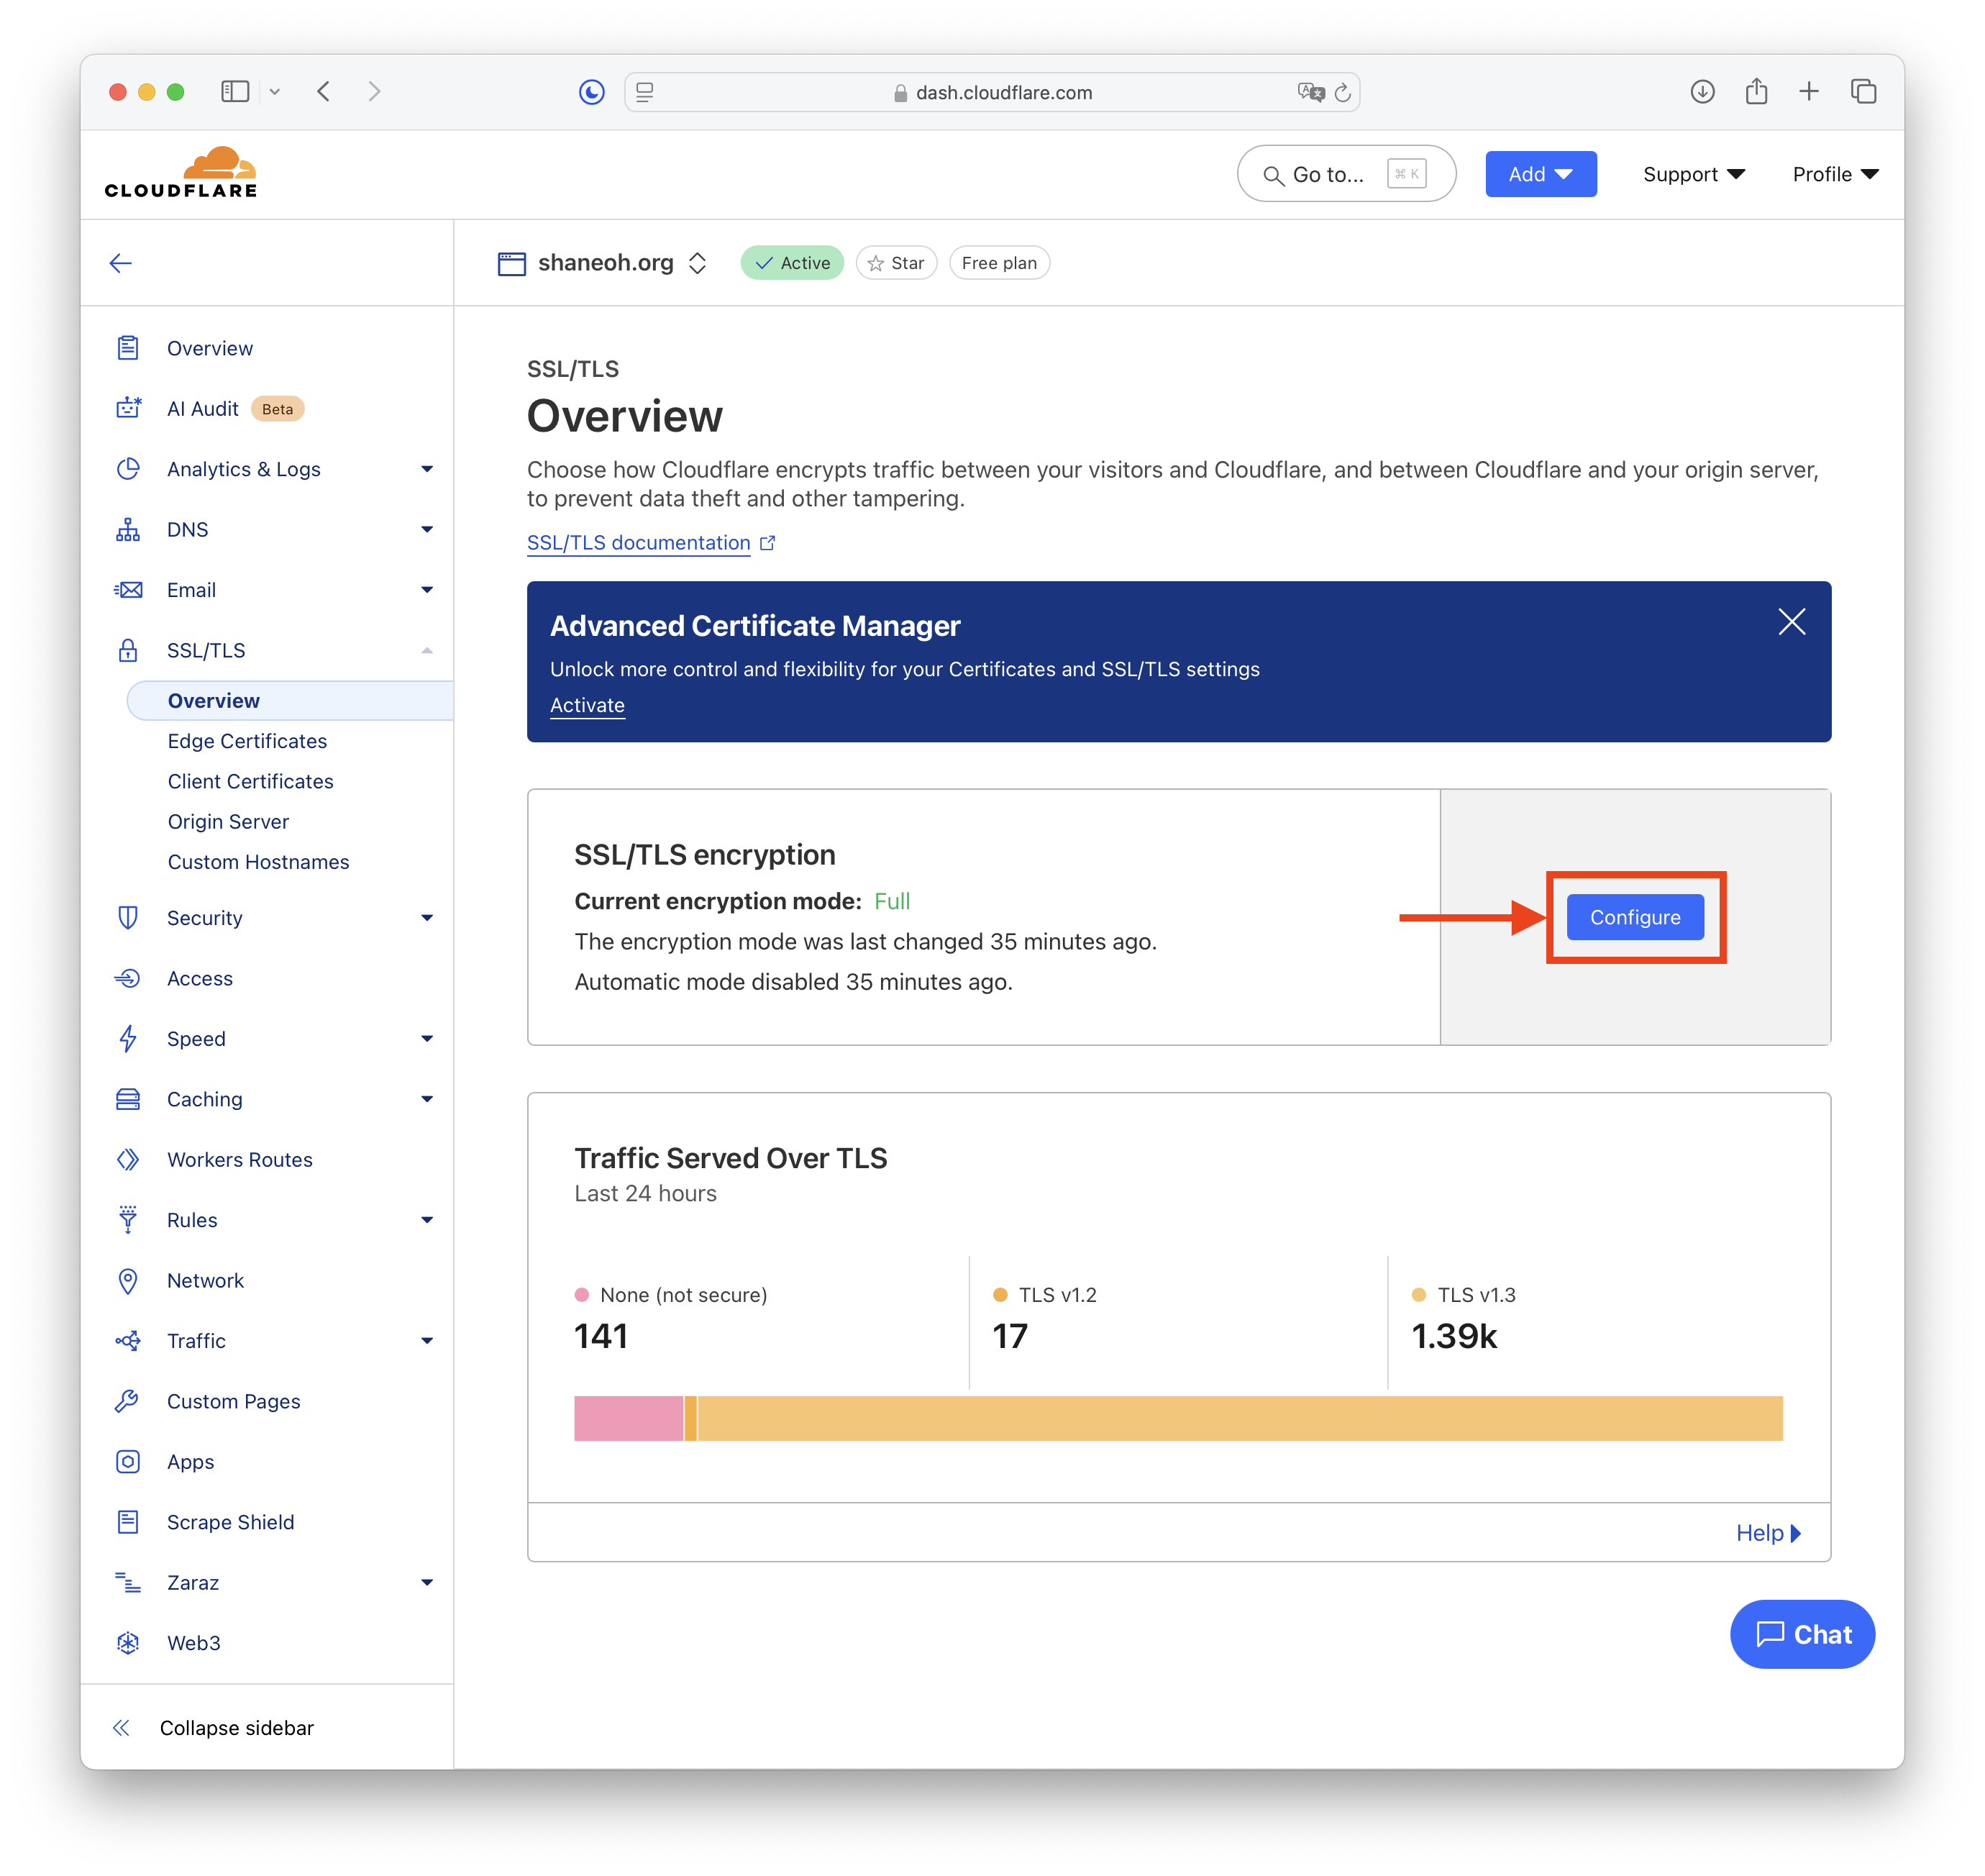 dash.cloudflare.com
CLOUDFLARE
Go to...
⌘ K
Add
Support
Profile
shaneoh.org
Active
Star
Free plan
Overview
AI Audit
Beta
Analytics & Logs
DNS
Email
SSL/TLS
Overview
Edge Certificates
Client Certificates
Origin Server
Custom Hostnames
Security
Access
Speed
Caching
Workers Routes
Rules
Network
Traffic
Custom Pages
Apps
Scrape Shield
Zaraz
Web3
Collapse sidebar
SSL/TLS
Overview
Choose how Cloudflare encrypts traffic between your visitors and Cloudflare, and between Cloudflare and your origin server,
to prevent data theft and other tampering.
SSL/TLS documentation
Advanced Certificate Manager
Unlock more control and flexibility for your Certificates and SSL/TLS settings
Activate
SSL/TLS encryption
Current encryption mode: Full
The encryption mode was last changed 35 minutes ago.
Automatic mode disabled 35 minutes ago.
Configure
Traffic Served Over TLS
Last 24 hours
None (not secure)
141
TLS v1.2
17
TLS v1.3
1.39k
Help
Chat